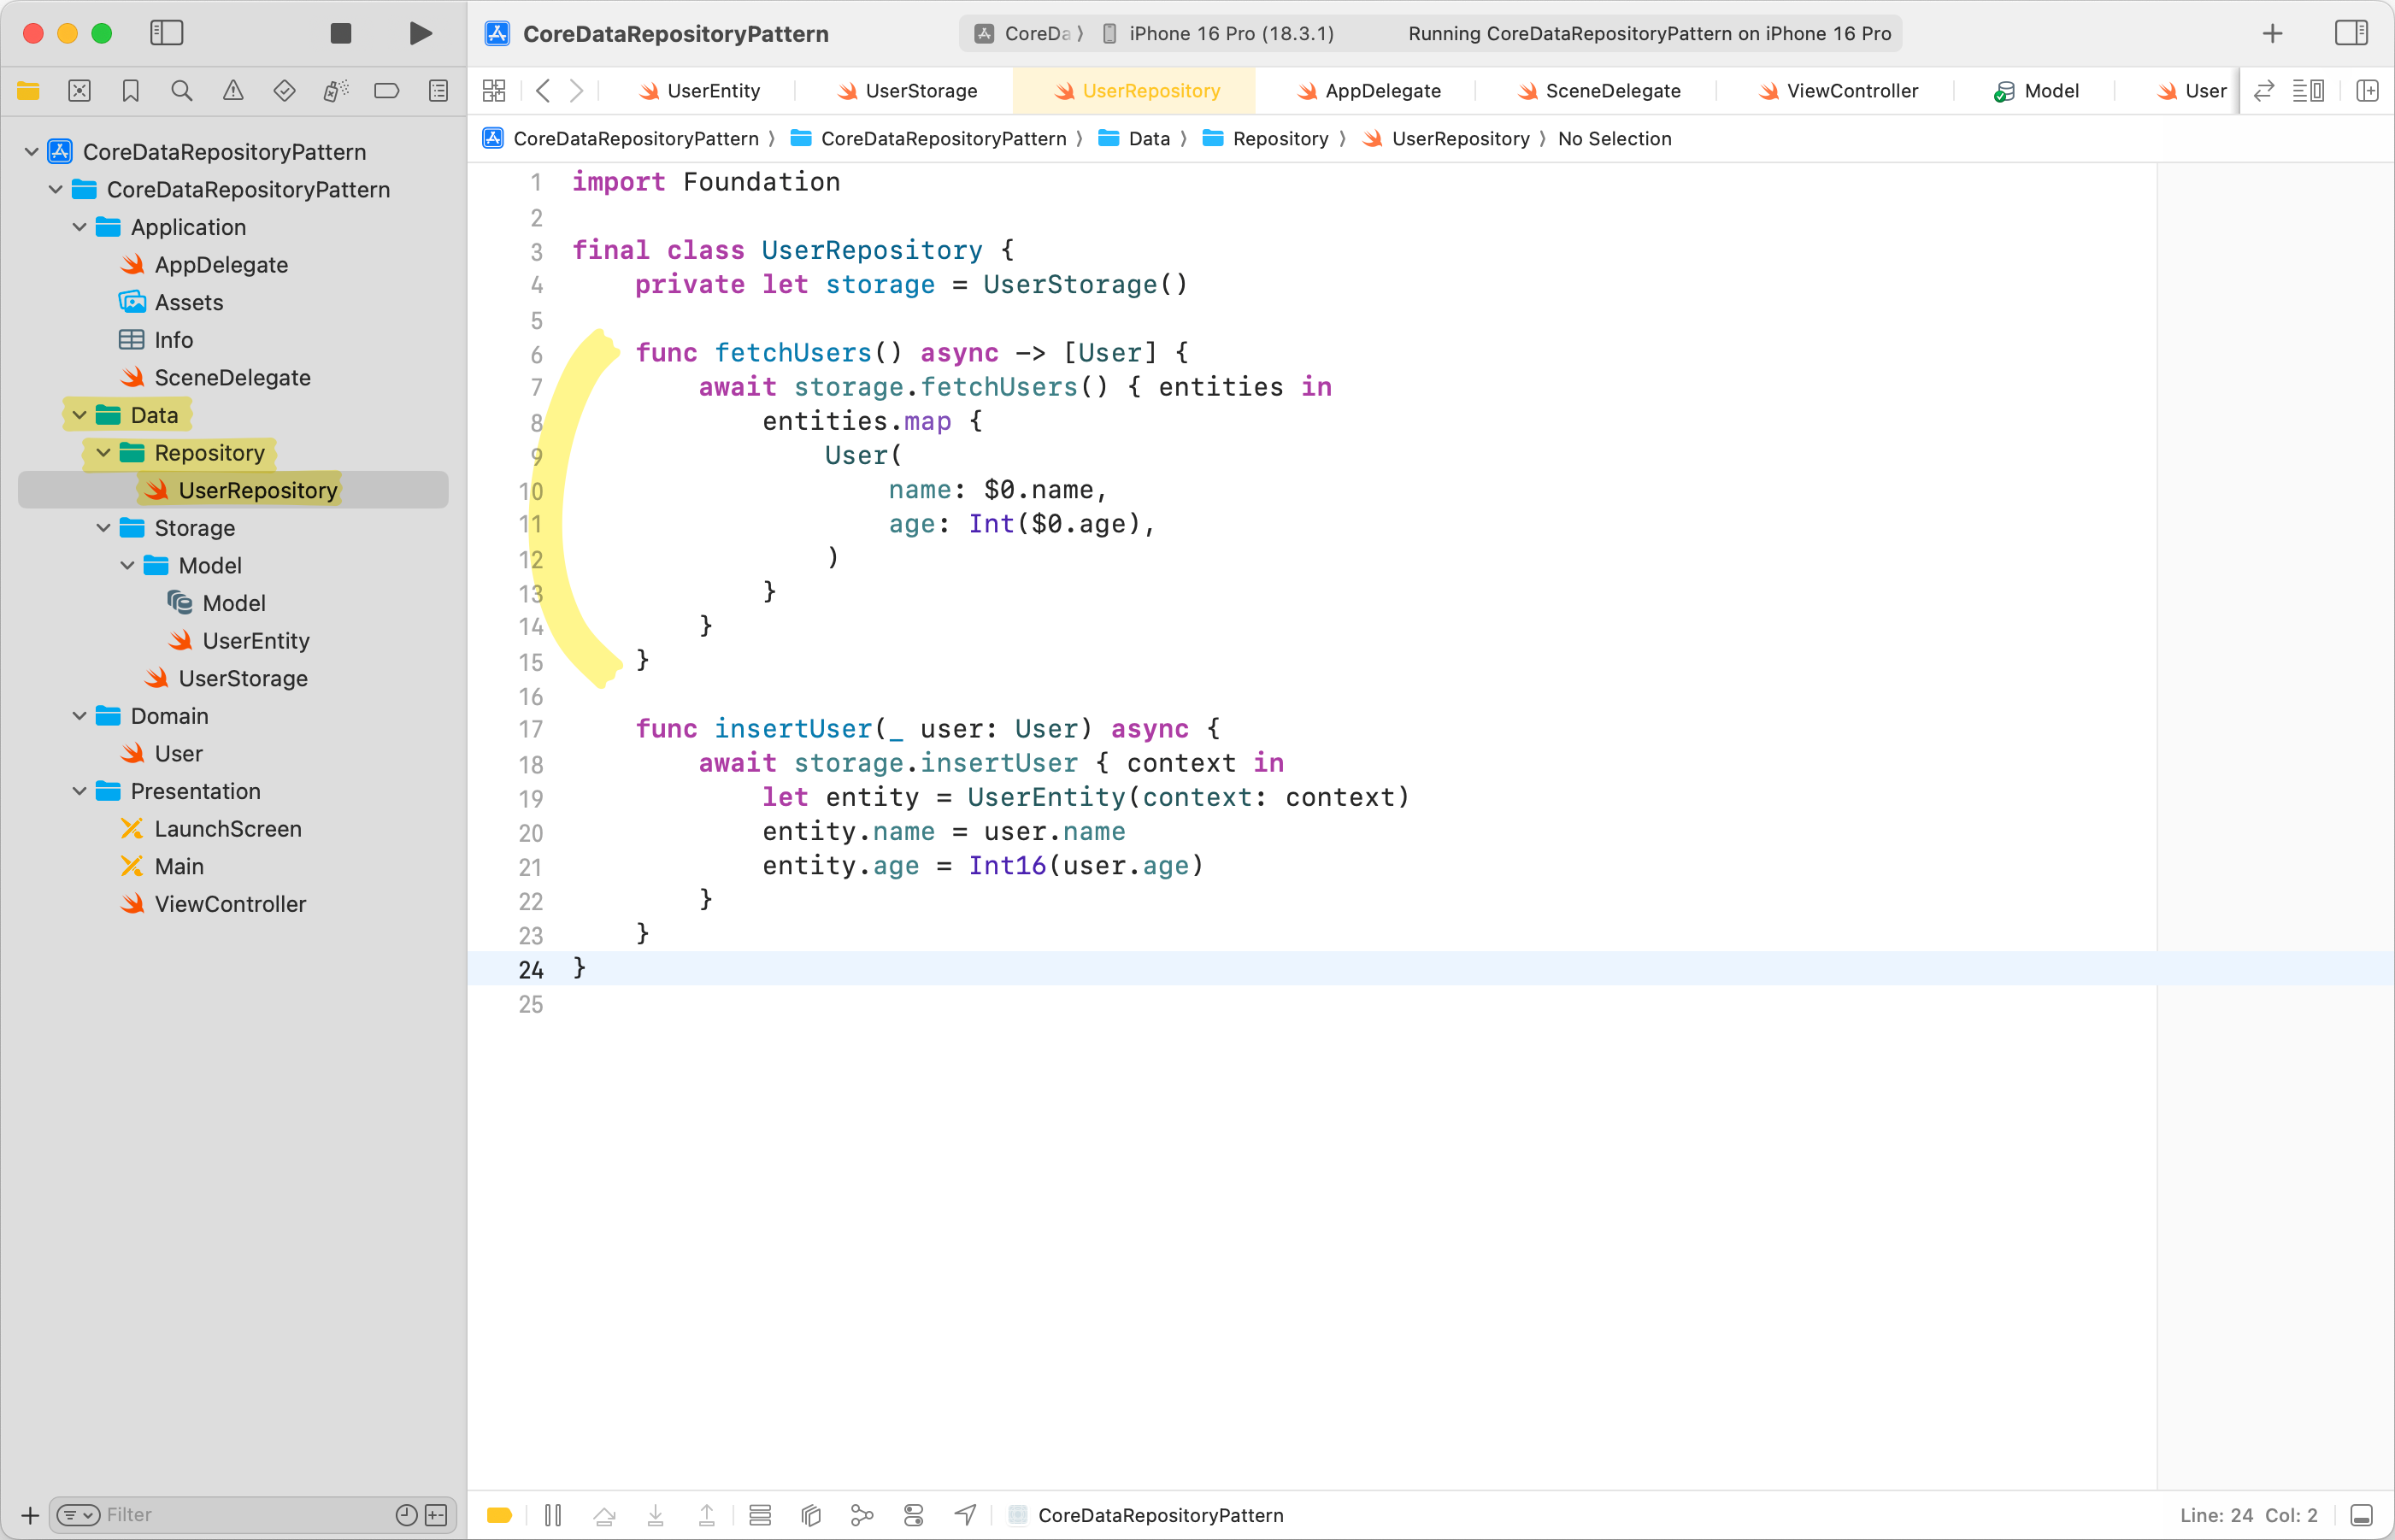 CoreDataRepositoryPattern
CoreDa
iPhone 16 Pro (18.3.1)
Running CoreDataRepositoryPattern on iPhone 16 Pro
UserEntity
UserStorage
UserRepository
AppDelegate
SceneDelegate
ViewController
Model
User
CoreDataRepositoryPattern 〉 CoreDataRepositoryPattern 〉 Data 〉 Repository 〉 UserRepository 〉 No Selection
CoreDataRepositoryPattern
CoreDataRepositoryPattern
Application
AppDelegate
Assets
Info
SceneDelegate
Data
Repository
UserRepository
Storage
Model
Model
UserEntity
UserStorage
Domain
User
Presentation
LaunchScreen
Main
ViewController
Filter
1 import Foundation
2
3 final class UserRepository {
4     private let storage = UserStorage()
5
6     func fetchUsers() async -> [User] {
7         await storage.fetchUsers() { entities in
8             entities.map {
9                 User(
10                     name: $0.name,
11                     age: Int($0.age),
12                 )
13             }
14         }
15     }
16
17     func insertUser(_ user: User) async {
18         await storage.insertUser { context in
19             let entity = UserEntity(context: context)
20             entity.name = user.name
21             entity.age = Int16(user.age)
22         }
23     }
24 }
25
CoreDataRepositoryPattern
Line: 24 Col: 2